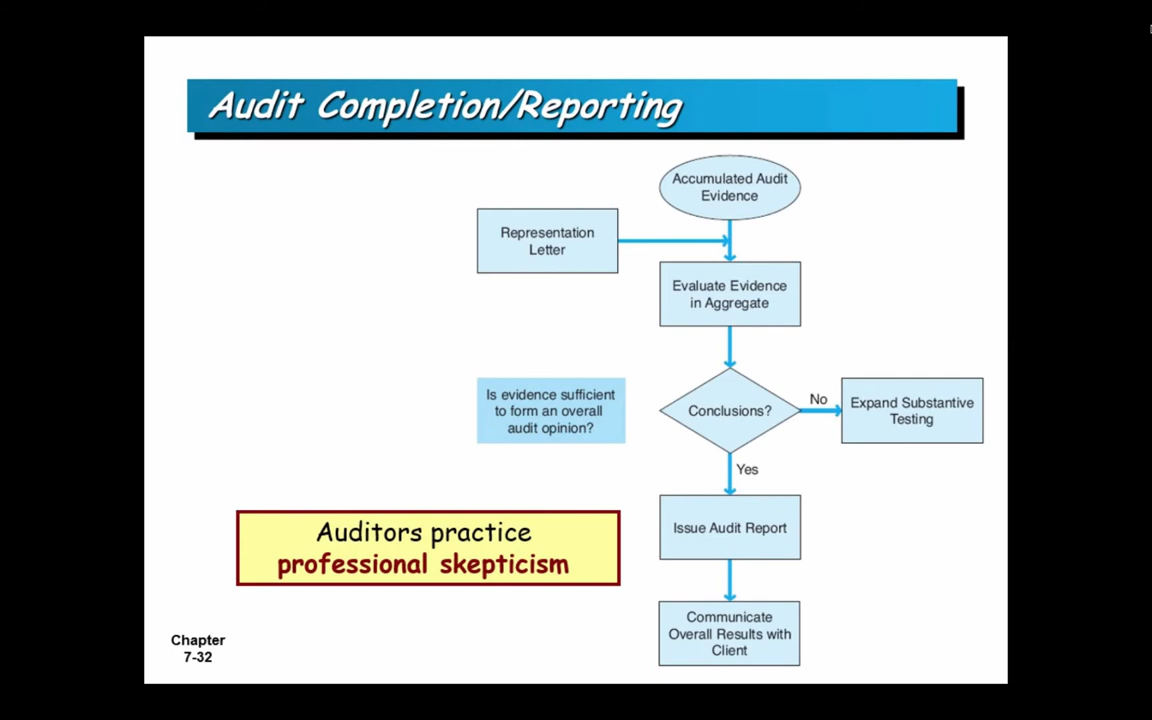 Audit Completion/Reporting
Accumulated Audit
Evidence
Representation
Letter
Evaluate Evidence
in Aggregate
Is evidence sufficient
to form an overall
audit opinion?
Conclusions?
No
Expand Substantive
Testing
Yes
Issue Audit Report
Auditors practice
professional skepticism
Communicate
Overall Results with
Client
Chapter
7-32